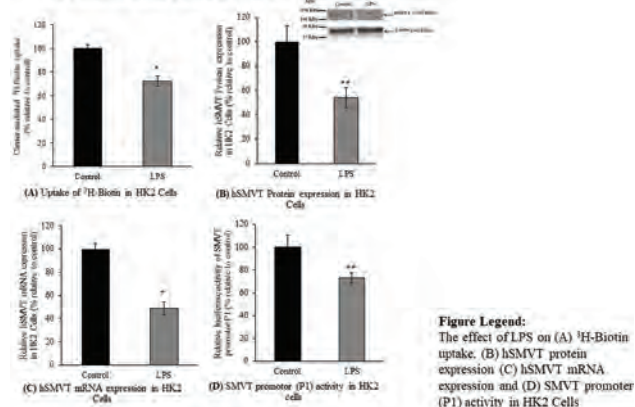 Carrier-mediated ³H-Biotin uptake
(% relative to control)
120
100
80
60
40
20
0
*
Control
LPS
(A) Uptake of ³H-Biotin in HK2 Cells
Control
LPS
Relative hSMVT Protein expression
in HK2 Cells (% relative to control)
120
100
80
60
40
20
0
**
Control
LPS
(B) hSMVT Protein expression in HK2
Cells
Relative hSMVT mRNA expression
in HK2 Cells (% relative to control)
120
100
80
60
40
20
0
Control
LPS
(C) hSMVT mRNA expression in HK2
Cells
Relative luciferase activity of SMVT
promoter P1 (% relative to control)
120
100
80
60
40
20
0
**
Control
LPS
(D) SMVT promoter (P1) activity in HK2
cells
Figure Legend:
The effect of LPS on (A) ³H-Biotin
uptake, (B) hSMVT protein
expression (C) hSMVT mRNA
expression and (D) SMVT promoter
(P1) activity in HK2 Cells